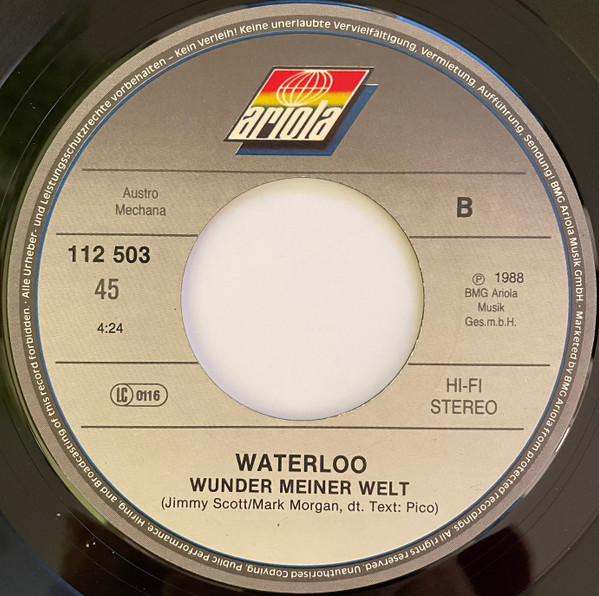 Alle Urheber- und Leistungsschutzrechte vorbehalten – Kein Verleih! Keine unerlaubte Vervielfältigung, Vermietung, Aufführung, Sendung! BMG Ariola Musik GmbH · Marketed by BMG Ariola from protected recordings. All rights reserved. Unauthorised Copying, Public Performance, Hiring, and Broadcasting of this record forbidden. ·
ariola
Austro
Mechana
B
112 503
45
4:24
℗ 1988
BMG Ariola
Musik
Ges.m.b.H.
LC 0116
HI-FI
STEREO
WATERLOO
WUNDER MEINER WELT
(Jimmy Scott/Mark Morgan, dt. Text: Pico)